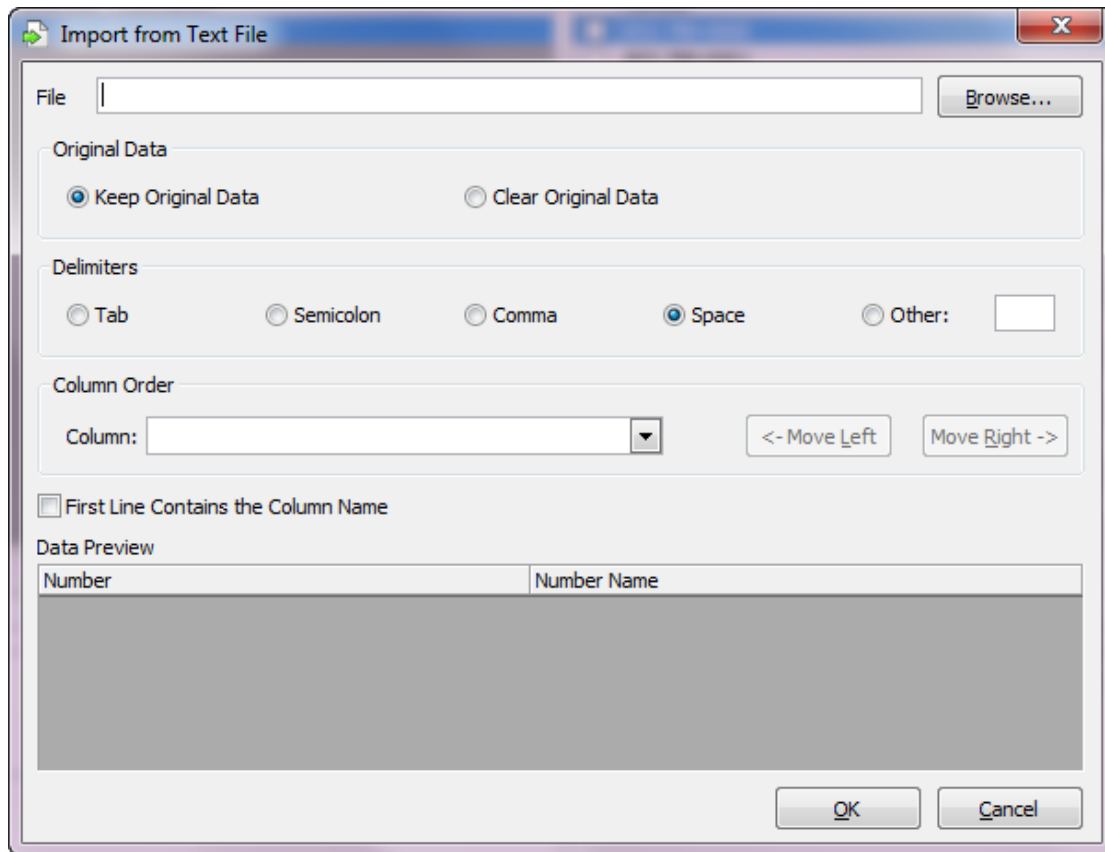 Import from Text File
File Browse...
Original Data
Keep Original Data Clear Original Data
Delimiters
Tab Semicolon Comma Space Other:
Column Order
Column: <- Move Left Move Right ->
First Line Contains the Column Name
Data Preview
Number Number Name
OK Cancel